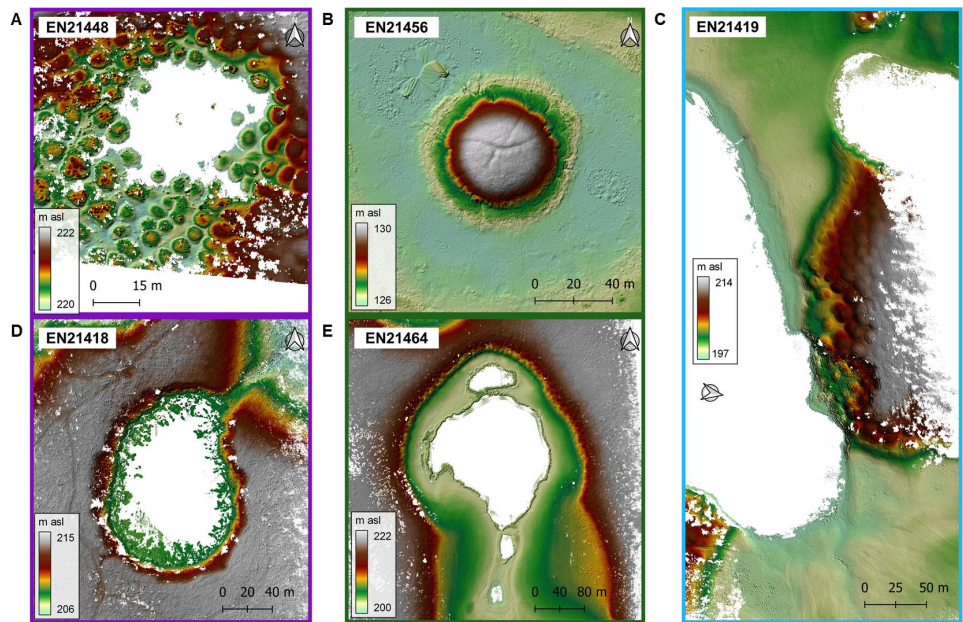 A
EN21448
m asl
222
220
0 15 m
B
EN21456
m asl
130
126
0 20 40 m
C
EN21419
m asl
214
197
0 25 50 m
D
EN21418
m asl
215
206
0 20 40 m
E
EN21464
m asl
222
200
0 40 80 m